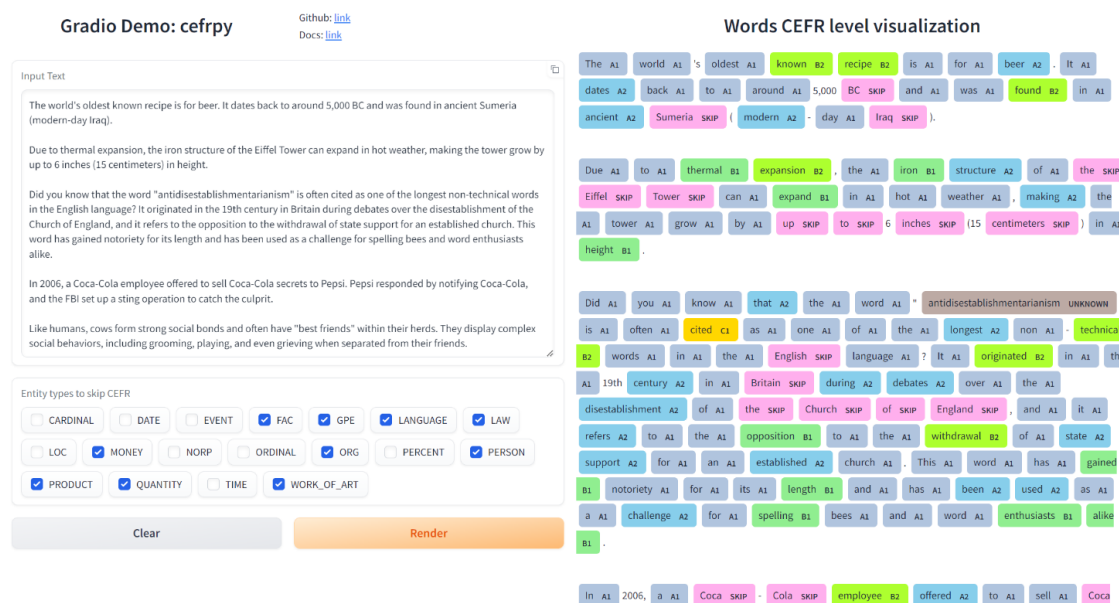 Gradio Demo: cefrpy
Github: link
Docs: link
Input Text
The world's oldest known recipe is for beer. It dates back to around 5,000 BC and was found in ancient Sumeria
(modern-day Iraq).
Due to thermal expansion, the iron structure of the Eiffel Tower can expand in hot weather, making the tower grow by
up to 6 inches (15 centimeters) in height.
Did you know that the word "antidisestablishmentarianism" is often cited as one of the longest non-technical words
in the English language? It originated in the 19th century in Britain during debates over the disestablishment of the
Church of England, and it refers to the opposition to the withdrawal of state support for an established church. This
word has gained notoriety for its length and has been used as a challenge for spelling bees and word enthusiasts
alike.
In 2006, a Coca-Cola employee offered to sell Coca-Cola secrets to Pepsi. Pepsi responded by notifying Coca-Cola,
and the FBI set up a sting operation to catch the culprit.
Like humans, cows form strong social bonds and often have "best friends" within their herds. They display complex
social behaviors, including grooming, playing, and even grieving when separated from their friends.
Entity types to skip CEFR
CARDINAL DATE EVENT FAC GPE LANGUAGE LAW
LOC MONEY NORP ORDINAL ORG PERCENT PERSON
PRODUCT QUANTITY TIME WORK_OF_ART
Clear Render
Words CEFR level visualization
The A1 world A1 's oldest A1 known B2 recipe B2 is A1 for A1 beer A2 . It A1
dates A2 back A1 to A1 around A1 5,000 BC SKIP and A1 was A1 found B2 in A1
ancient A2 Sumeria SKIP ( modern A2 - day A1 Iraq SKIP ).
Due A1 to A1 thermal B1 expansion B2 , the A1 iron B1 structure A2 of A1 the SKIP
Eiffel SKIP Tower SKIP can A1 expand B1 in A1 hot A1 weather A1 , making A2 the
A1 tower A1 grow A1 by A1 up SKIP to SKIP 6 inches SKIP (15 centimeters SKIP ) in A1
height B1 .
Did A1 you A1 know A1 that A2 the A1 word A1 " antidisestablishmentarianism UNKNOWN
is A1 often A1 cited C1 as A1 one A1 of A1 the A1 longest A2 non A1 - technica
B2 words A1 in A1 the A1 English SKIP language A1 ? It A1 originated B2 in A1 th
A1 19th century A2 in A1 Britain SKIP during A2 debates A2 over A1 the A1
disestablishment A2 of A1 the SKIP Church SKIP of SKIP England SKIP , and A1 it A1
refers A2 to A1 the A1 opposition B1 to A1 the A1 withdrawal B2 of A1 state A2
support A2 for A1 an A1 established A2 church A1 . This A1 word A1 has A1 gained
B1 notoriety A1 for A1 its A1 length B1 and A1 has A1 been A2 used A2 as A1
a A1 challenge A2 for A1 spelling B1 bees A1 and A1 word A1 enthusiasts B1 alike
B1 .
In A1 2006, a A1 Coca SKIP - Cola SKIP employee B2 offered A2 to A1 sell A1 Coca